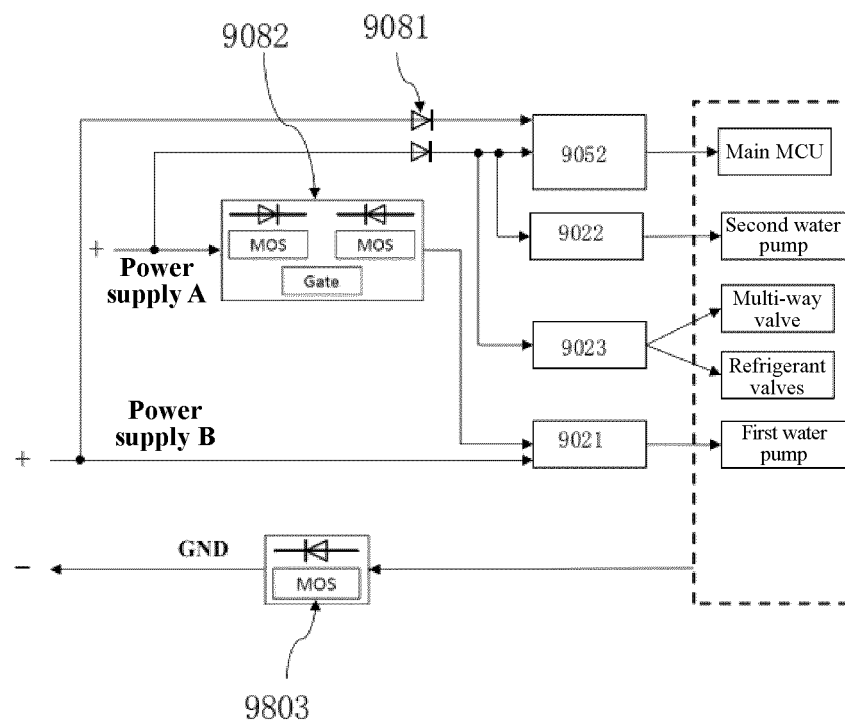 9082
9081
9052
Main MCU
MOS
MOS
Gate
+
Power
supply A
9022
Second water
pump
9023
Multi-way
valve
Refrigerant
valves
Power
supply B
+
9021
First water
pump
GND
−
MOS
9803